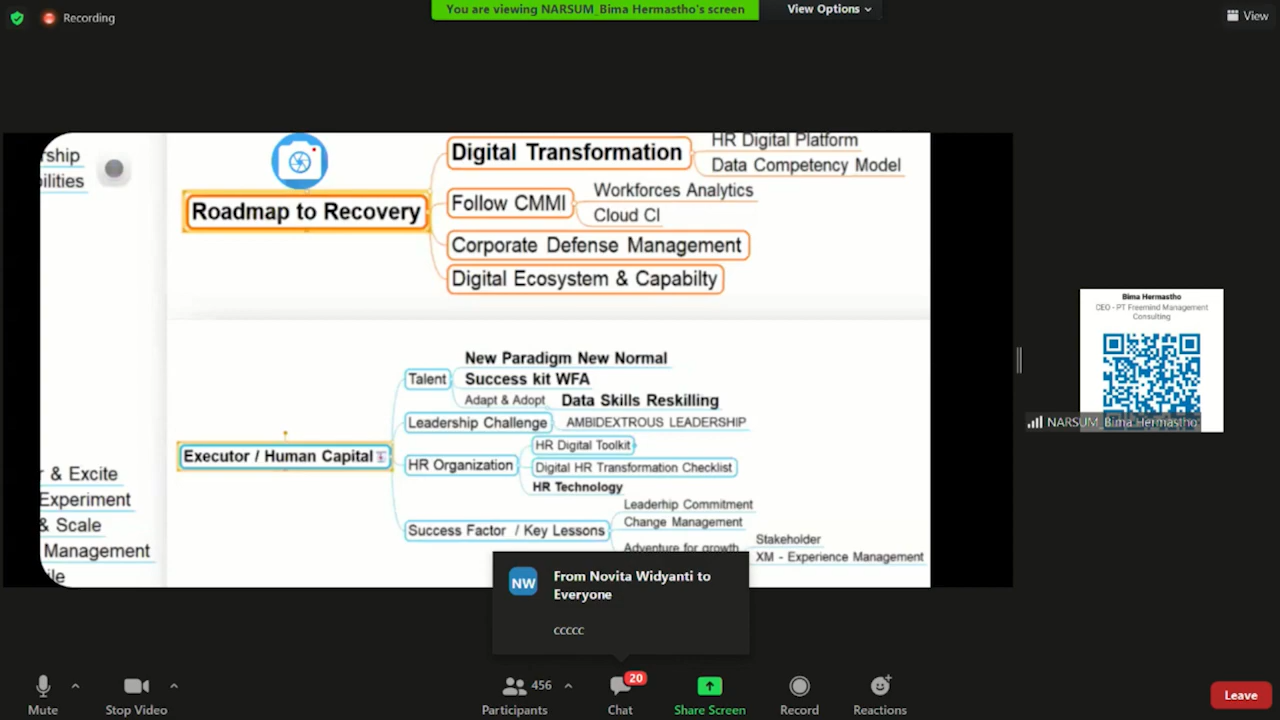 Recording
You are viewing NARSUM_Bima Hermastho's screen
View Options
View
rship
ilities
Roadmap to Recovery
Digital Transformation
HR Digital Platform
Data Competency Model
Follow CMMI
Workforces Analytics
Cloud CI
Corporate Defense Management
Digital Ecosystem & Capabilty
r & Excite
Experiment
& Scale
Management
ile
Executor / Human Capital
Talent
New Paradigm New Normal
Success kit WFA
Adapt & Adopt
Data Skills Reskilling
Leadership Challenge
AMBIDEXTROUS LEADERSHIP
HR Organization
HR Digital Toolkit
Digital HR Transformation Checklist
HR Technology
Success Factor / Key Lessons
Leaderhip Commitment
Change Management
Adventure for growth
Stakeholder
XM - Experience Management
Bima Hermastho
CEO - PT Freemind Management
Consulting
NARSUM_Bima Hermastho
NW
From Novita Widyanti to
Everyone
ccccc
Mute
Stop Video
456
Participants
20
Chat
Share Screen
Record
Reactions
Leave